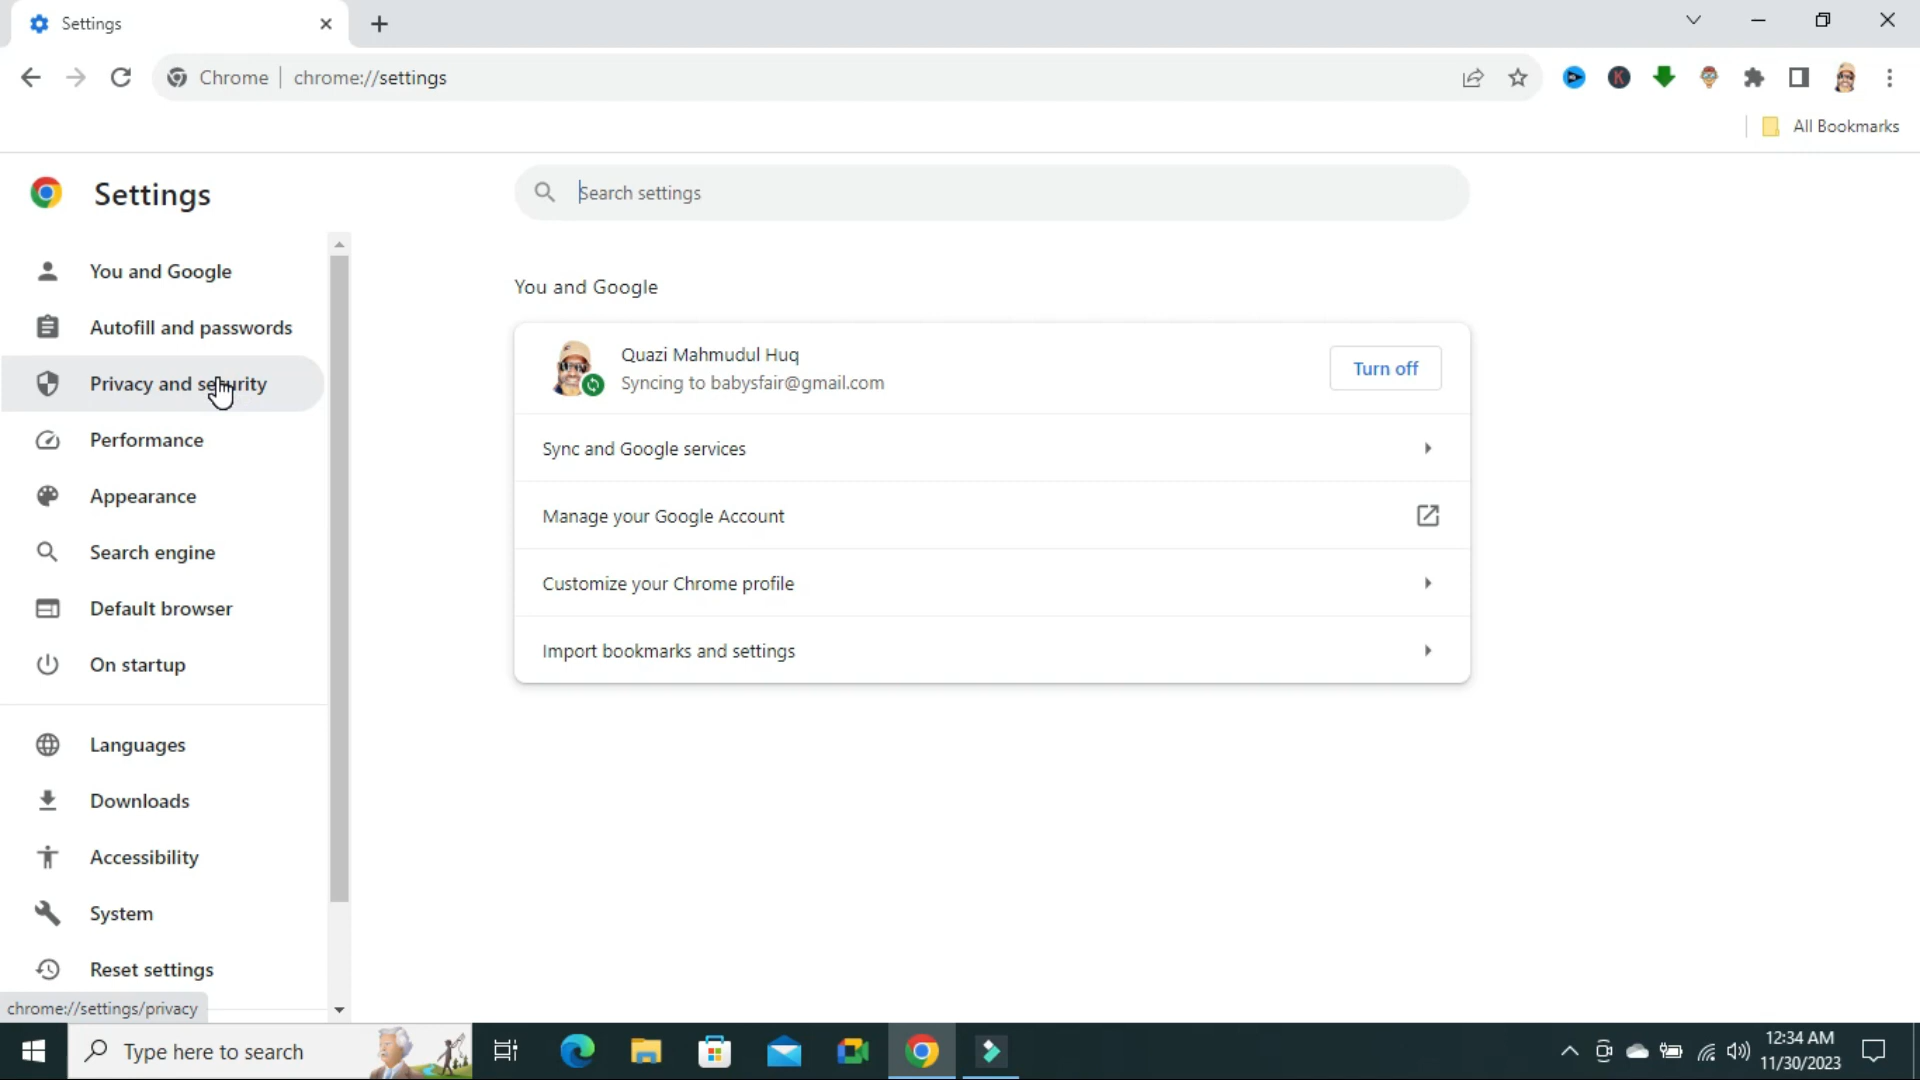 Settings
Chrome | chrome://settings
All Bookmarks
Settings
Search settings
You and Google
Autofill and passwords
Privacy and security
Performance
Appearance
Search engine
Default browser
On startup
Languages
Downloads
Accessibility
System
Reset settings
You and Google
Quazi Mahmudul Huq
Syncing to babysfair@gmail.com
Turn off
Sync and Google services
Manage your Google Account
Customize your Chrome profile
Import bookmarks and settings
chrome://settings/privacy
Type here to search
12:34 AM
11/30/2023